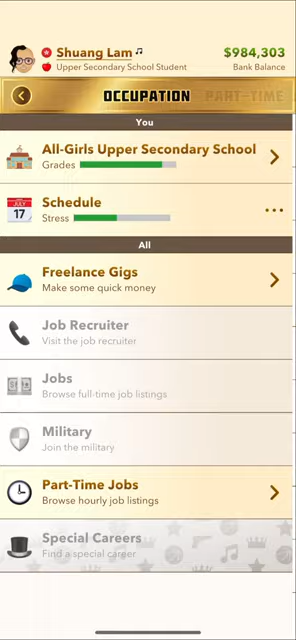 Shuang Lam
$984,303
Upper Secondary School Student
Bank Balance
OCCUPATION
PART-TIME
You
All-Girls Upper Secondary School
Grades
JULY
17
Schedule
Stress
All
Freelance Gigs
Make some quick money
Job Recruiter
Visit the job recruiter
Jobs
Browse full-time job listings
Military
Join the military
Part-Time Jobs
Browse hourly job listings
Special Careers
Find a special career